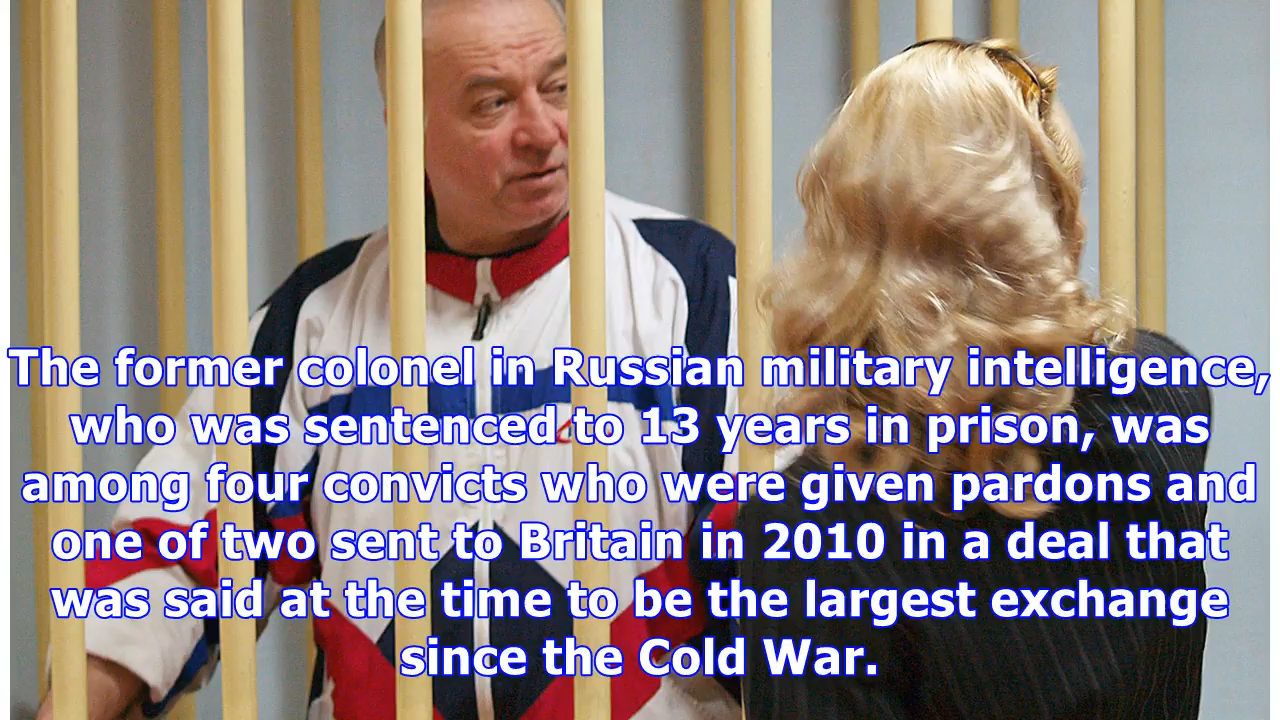 The former colonel in Russian military intelligence,
who was sentenced to 13 years in prison, was
among four convicts who were given pardons and
one of two sent to Britain in 2010 in a deal that
was said at the time to be the largest exchange
since the Cold War.